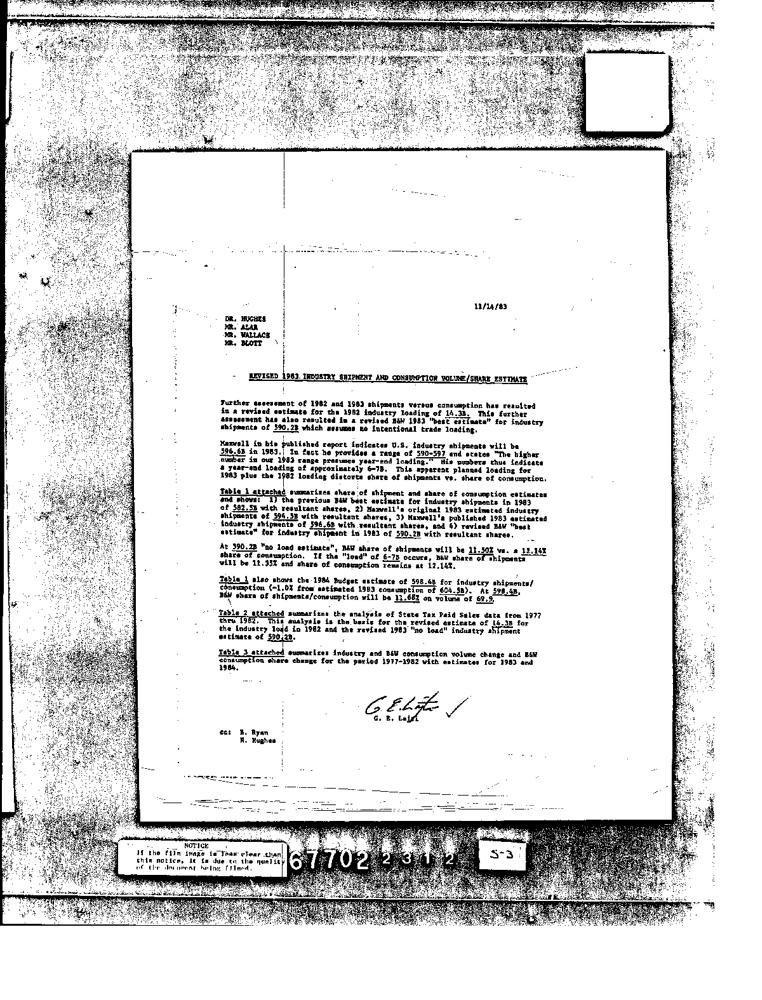 11/14/83
DR. HUGHES
MR. ALAR
MR. WALLACE
MR. BLOTT
REVISED 1983 INDUSTRY SHIPMENT AND CONSUMPTION VOLUME/SHARE ESTIMATE
Further assessment of 1982 and 1983 shipments versus consumption has resulted
in a revised estimate for the 1982 industry loading of 14.3B. This further
assessment has also resulted in a revised B&W 1983 "best estimate" for industry
shipments of 590.2B which assumes no intentional trade loading.
Maxwell in his published report indicates U.S. industry shipments will be
596.6B in 1983. In fact he provides a range of 590-597 and states "The higher
number in our 1983 range presumes year-end loading." His numbers thus indicate
a year-end loading of approximately 6-7B. This apparent planned loading for
1983 plus the 1982 loading distorts share of shipments vs. share of consumption.
Table 1 attached summarizes share of shipment and share of consumption estimates
and shows: 1) the previous B&W best estimate for industry shipments in 1983
of 582.5B with resultant shares, 2) Maxwell's original 1983 estimated industry
shipments of 594.5B with resultant shares, 3) Maxwell's published 1983 estimated
industry shipments of 596.6B with resultant shares, and 4) revised B&W "best
estimate" for industry shipment in 1983 of 590.2B with resultant shares.
At 590.2B "no load estimate", B&W share of shipments will be 11.50% vs. a 12.14%
share of consumption. If the "load" of 6-7B occurs, B&W share of shipments
will be 11.35% and share of consumption remains at 12.14%.
Table 1 also shows the 1984 Budget estimate of 598.4B for industry shipments/
consumption (-1.0% from estimated 1983 consumption of 604.5B). At 598.4B,
B&W share of shipments/consumption will be 11.68% on volume of 69.9.
Table 2 attached summarizes the analysis of State Tax Paid Sales data from 1977
thru 1982. This analysis is the basis for the revised estimate of 14.3B for
the industry load in 1982 and the revised 1983 "no load" industry shipment
estimate of 590.2B.
Table 3 attached summarizes industry and B&W consumption volume change and B&W
consumption share change for the period 1977-1982 with estimates for 1983 and
1984.
G. E.
cc: E. Ryan
N. Hughes
NOTICE
If the film image is less clear than
this notice, it is due to the quality
of the document being filmed.
67702 2312
S-3